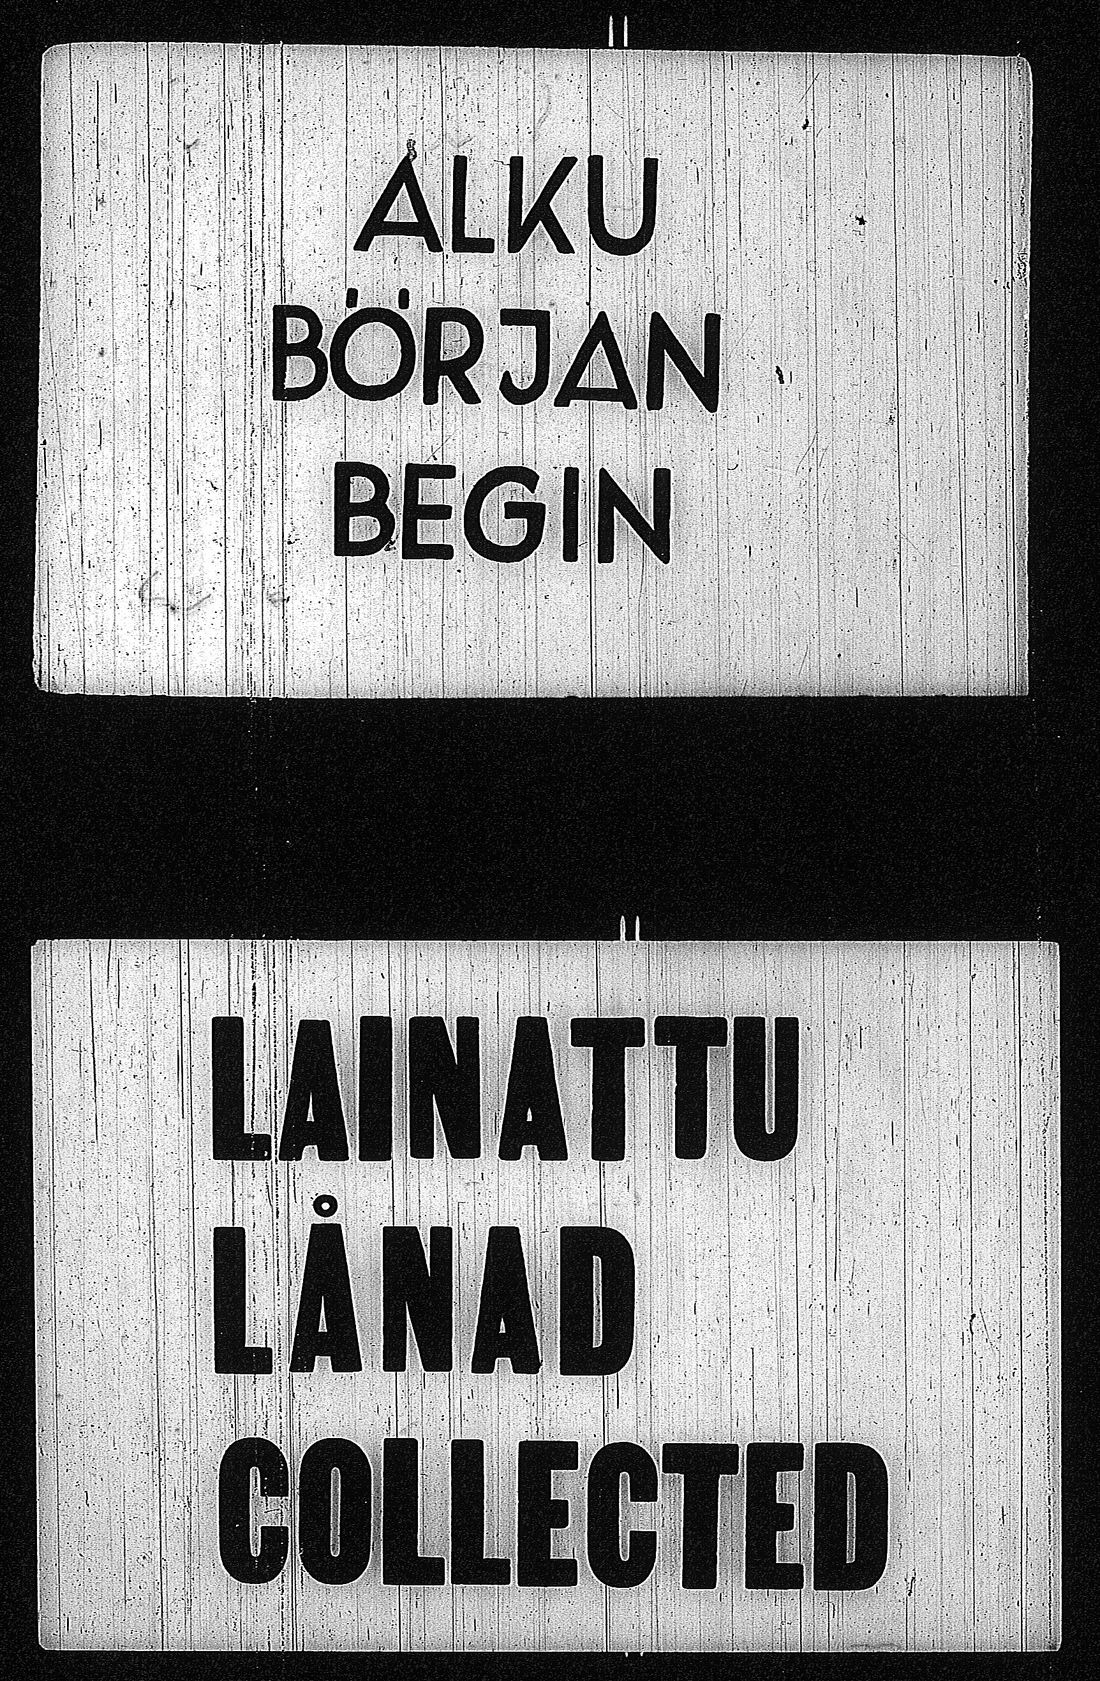 ALKU
BÖRJAN
BEGIN
LAINATTU
LÅNAD
COLLECTED